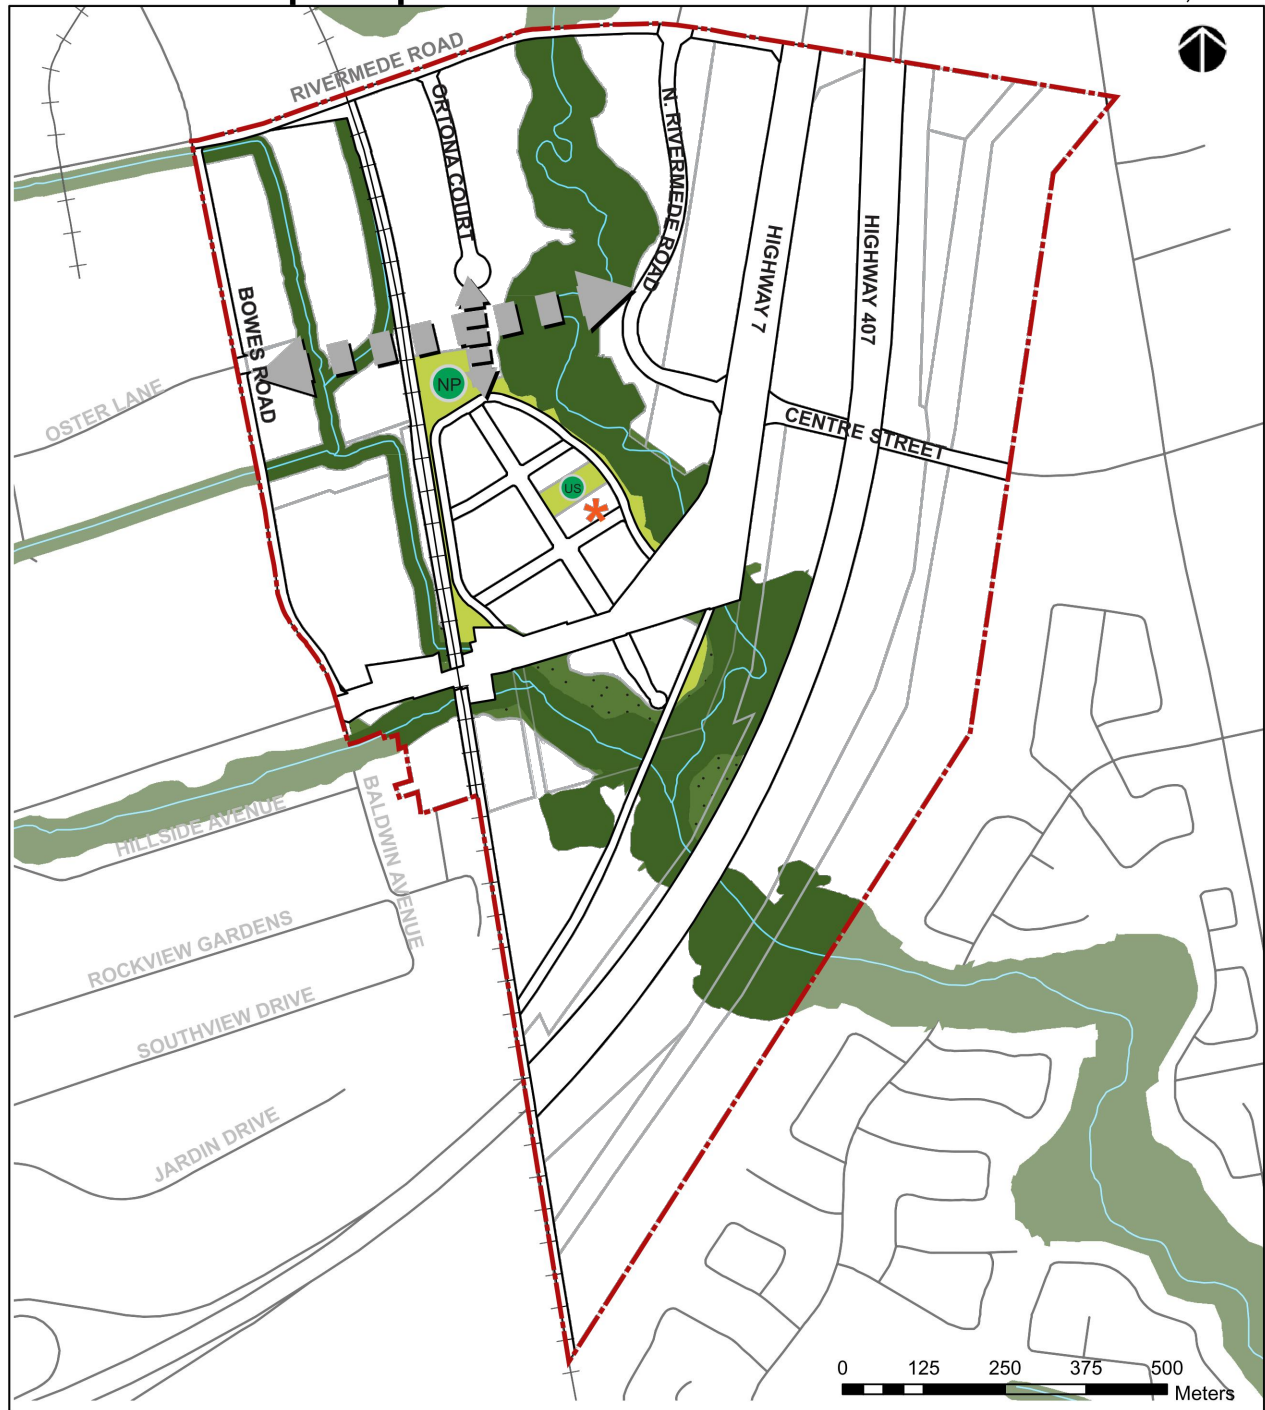 RIVERMEDE ROAD
ORTONA COURT
N. RIVERMEDE ROAD
HIGHWAY 7
HIGHWAY 407
BOWES ROAD
OSTER LANE
NP
CENTRE STREET
US
*
HILLSIDE AVENUE
BALDWIN AVENUE
ROCKVIEW GARDENS
SOUTHVIEW DRIVE
JARDIN DRIVE
0 125 250 375 500
Meters